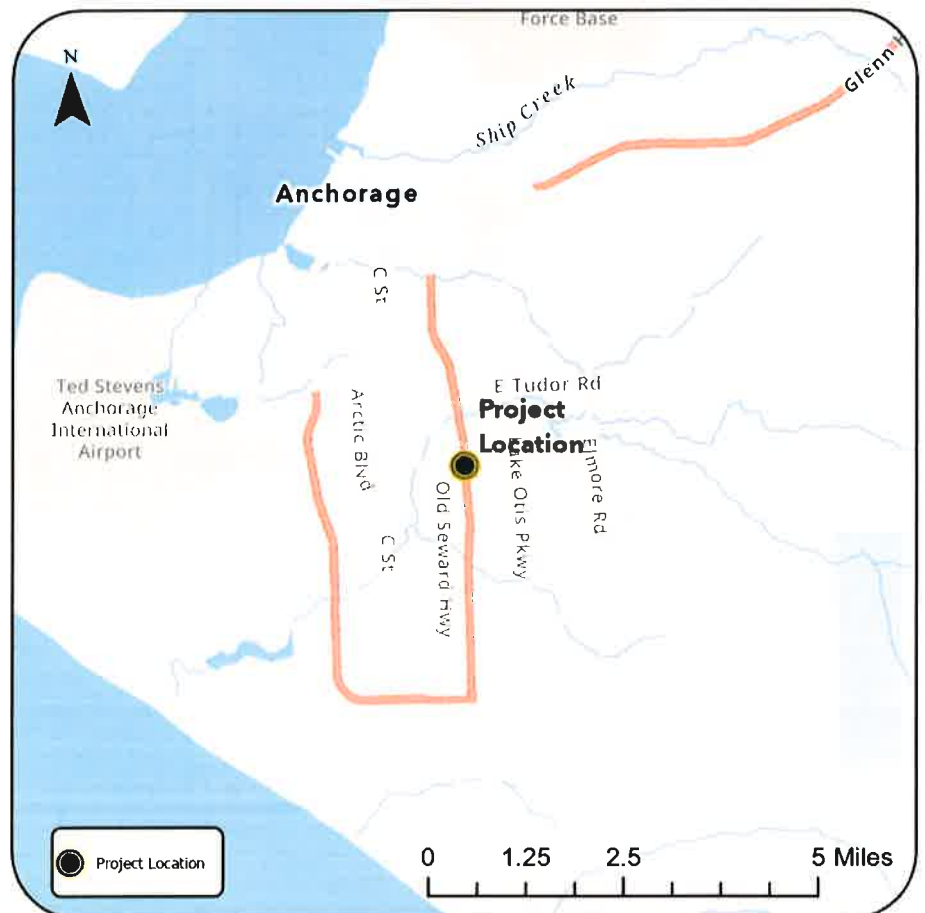 Force Base
Glenn H
N
Ship Creek
Anchorage
C St
Ted Stevens
Anchorage
International
Airport
E Tudor Rd
Project
Location
Arctic Blvd
Lake Otis Pkwy
Elmore Rd
Old Seward Hwy
C St
Project Location
0 1.25 2.5 5 Miles